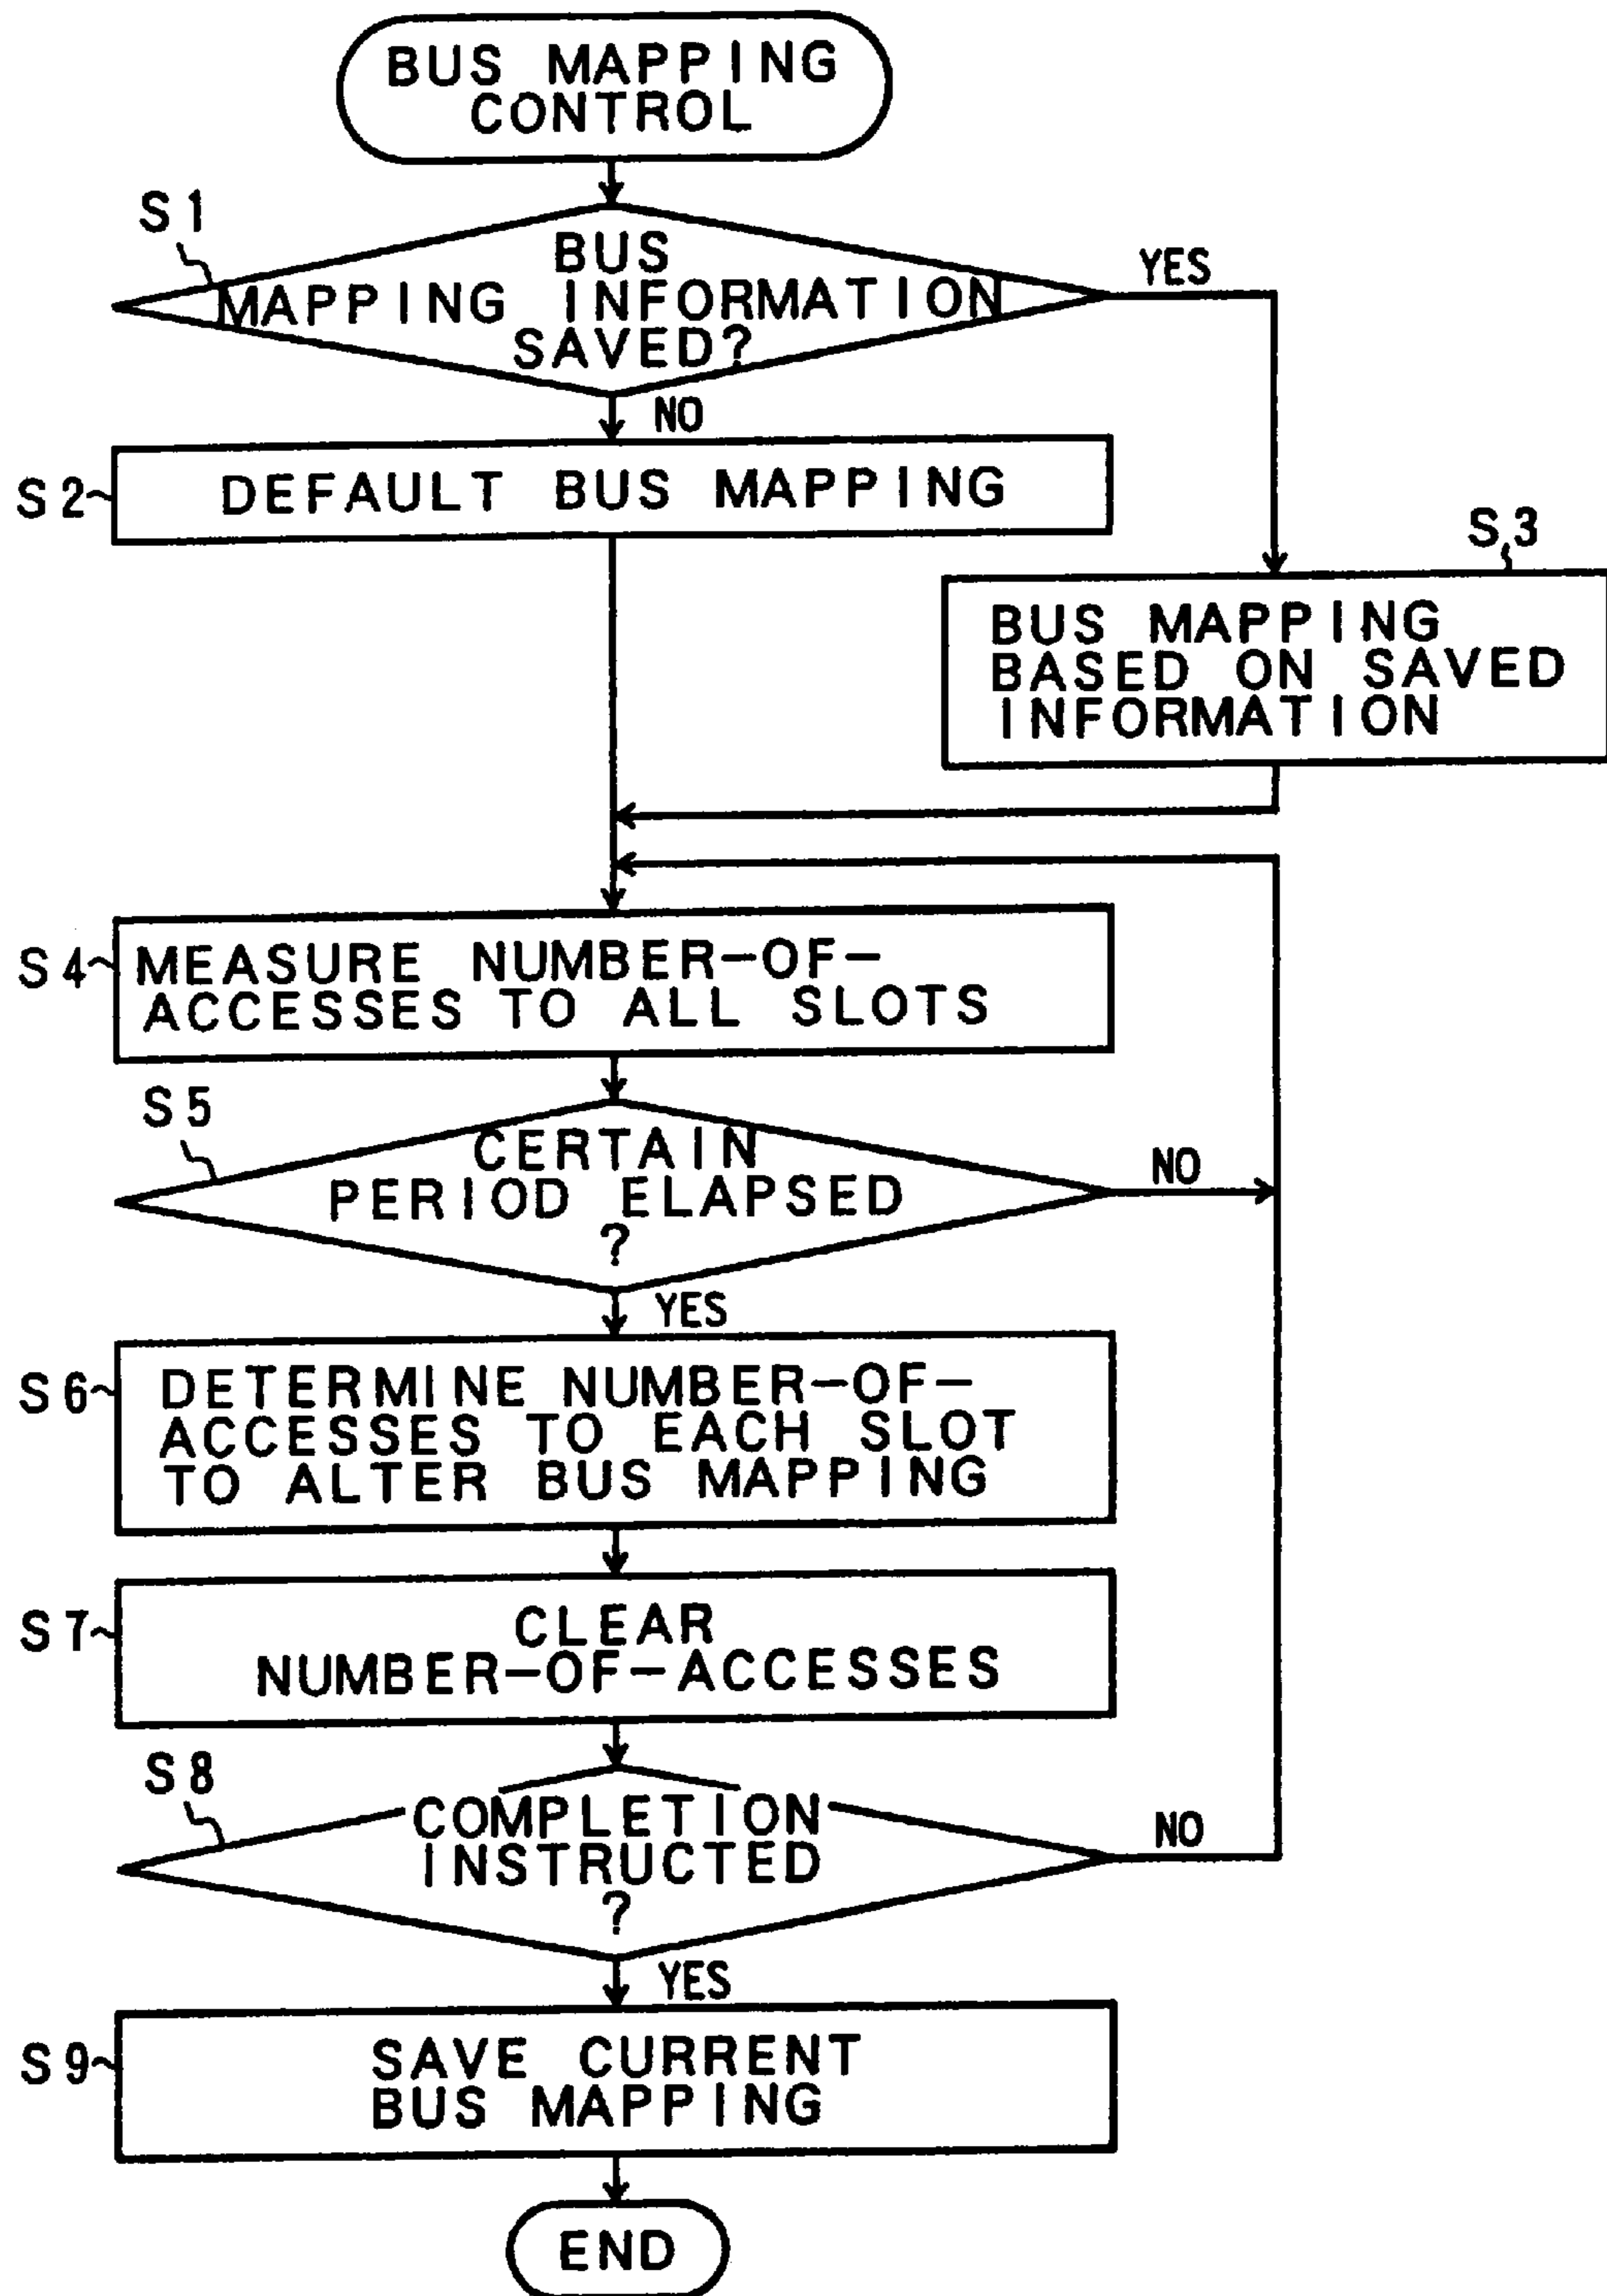 BUS MAPPING
CONTROL
S1
BUS
MAPPING INFORMATION
SAVED?
YES
NO
S2
DEFAULT BUS MAPPING
S3
BUS MAPPING
BASED ON SAVED
INFORMATION
S4
MEASURE NUMBER-OF-
ACCESSES TO ALL SLOTS
S5
CERTAIN
PERIOD ELAPSED
?
NO
YES
S6
DETERMINE NUMBER-OF-
ACCESSES TO EACH SLOT
TO ALTER BUS MAPPING
S7
CLEAR
NUMBER-OF-ACCESSES
S8
COMPLETION
INSTRUCTED
?
NO
YES
S9
SAVE CURRENT
BUS MAPPING
END